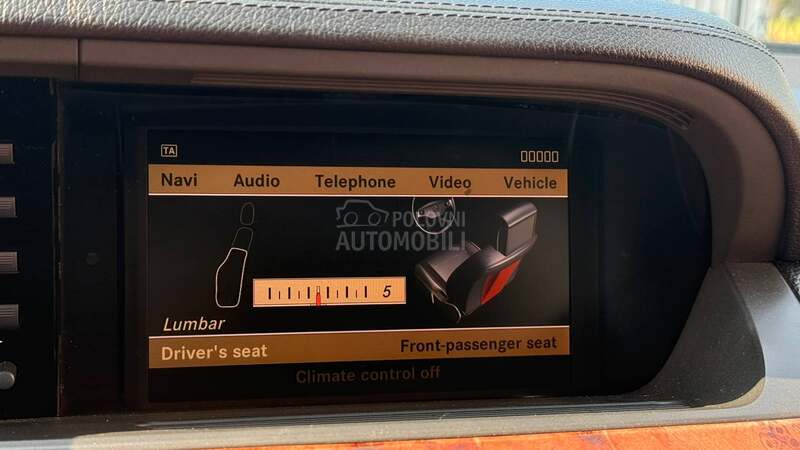 TA
Navi Audio Telephone Video Vehicle
POLOVNI
AUTOMOBILI
5
Lumbar
Driver's seat Front-passenger seat
Climate control off